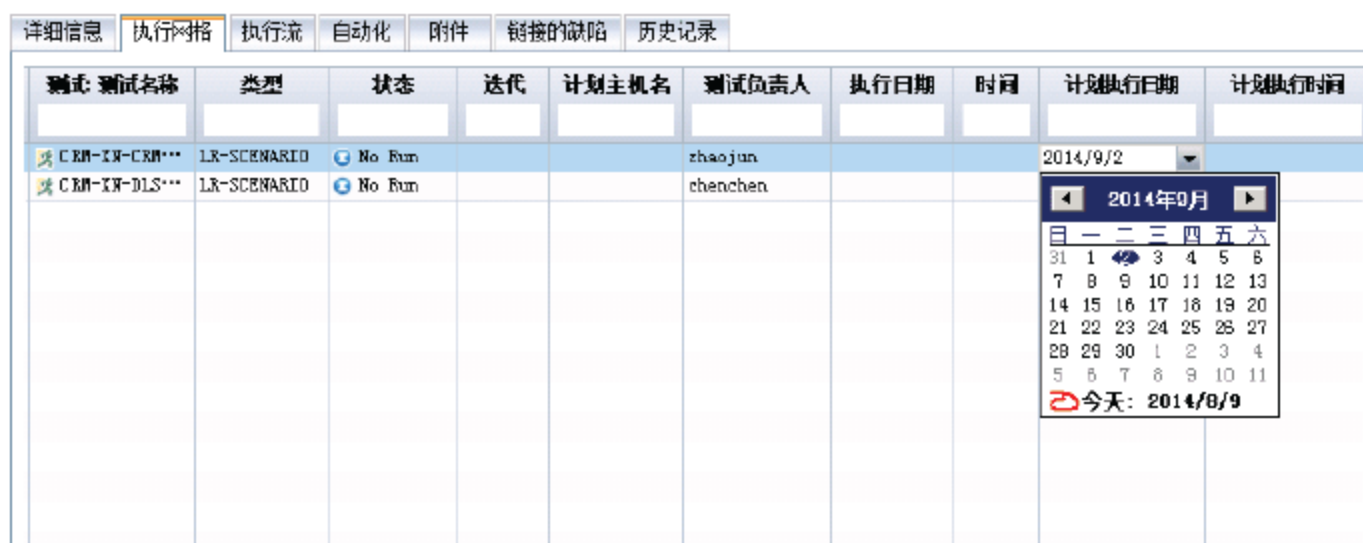 详细信息 执行网格 执行流 自动化 附件 链接的缺陷 历史记录
测试: 测试名称 类型 状态 迭代 计划主机名 测试负责人 执行日期 时间 计划执行日期 计划执行时间
CRM-XN-CRM... LR-SCENARIO No Run zhaojun 2014/9/2
CRM-XN-DLS... LR-SCENARIO No Run chenchen
2014年9月
日 一 二 三 四 五 六
31 1 2 3 4 5 6
7 8 9 10 11 12 13
14 15 16 17 18 19 20
21 22 23 24 25 26 27
28 29 30 1 2 3 4
5 6 7 8 9 10 11
今天: 2014/8/9